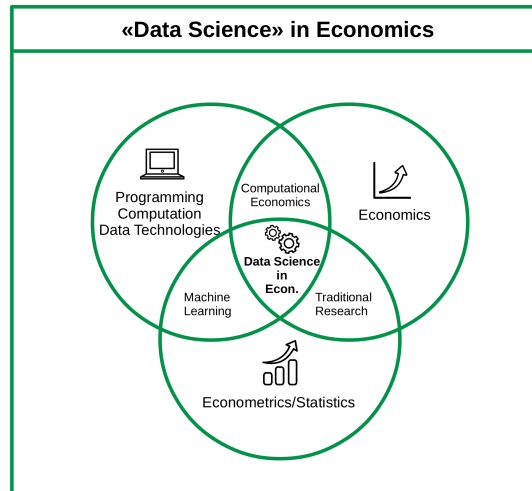 «Data Science» in Economics
Programming
Computation
Data Technologies
Computational
Economics
Economics
Data Science
in
Econ.
Machine
Learning
Traditional
Research
Econometrics/Statistics